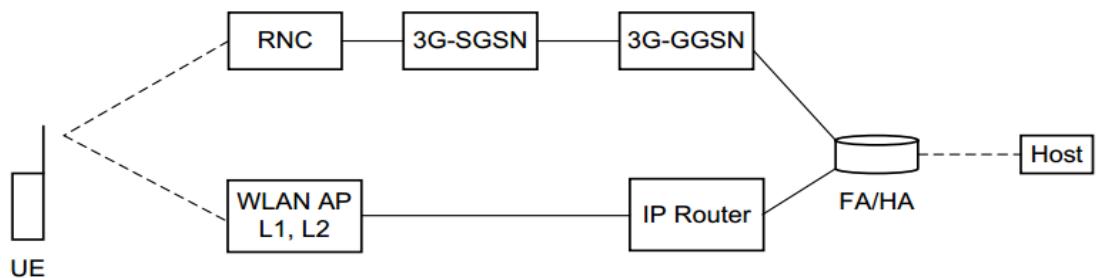 RNC
3G-SGSN
3G-GGSN
Host
FA/HA
WLAN AP
L1, L2
IP Router
UE